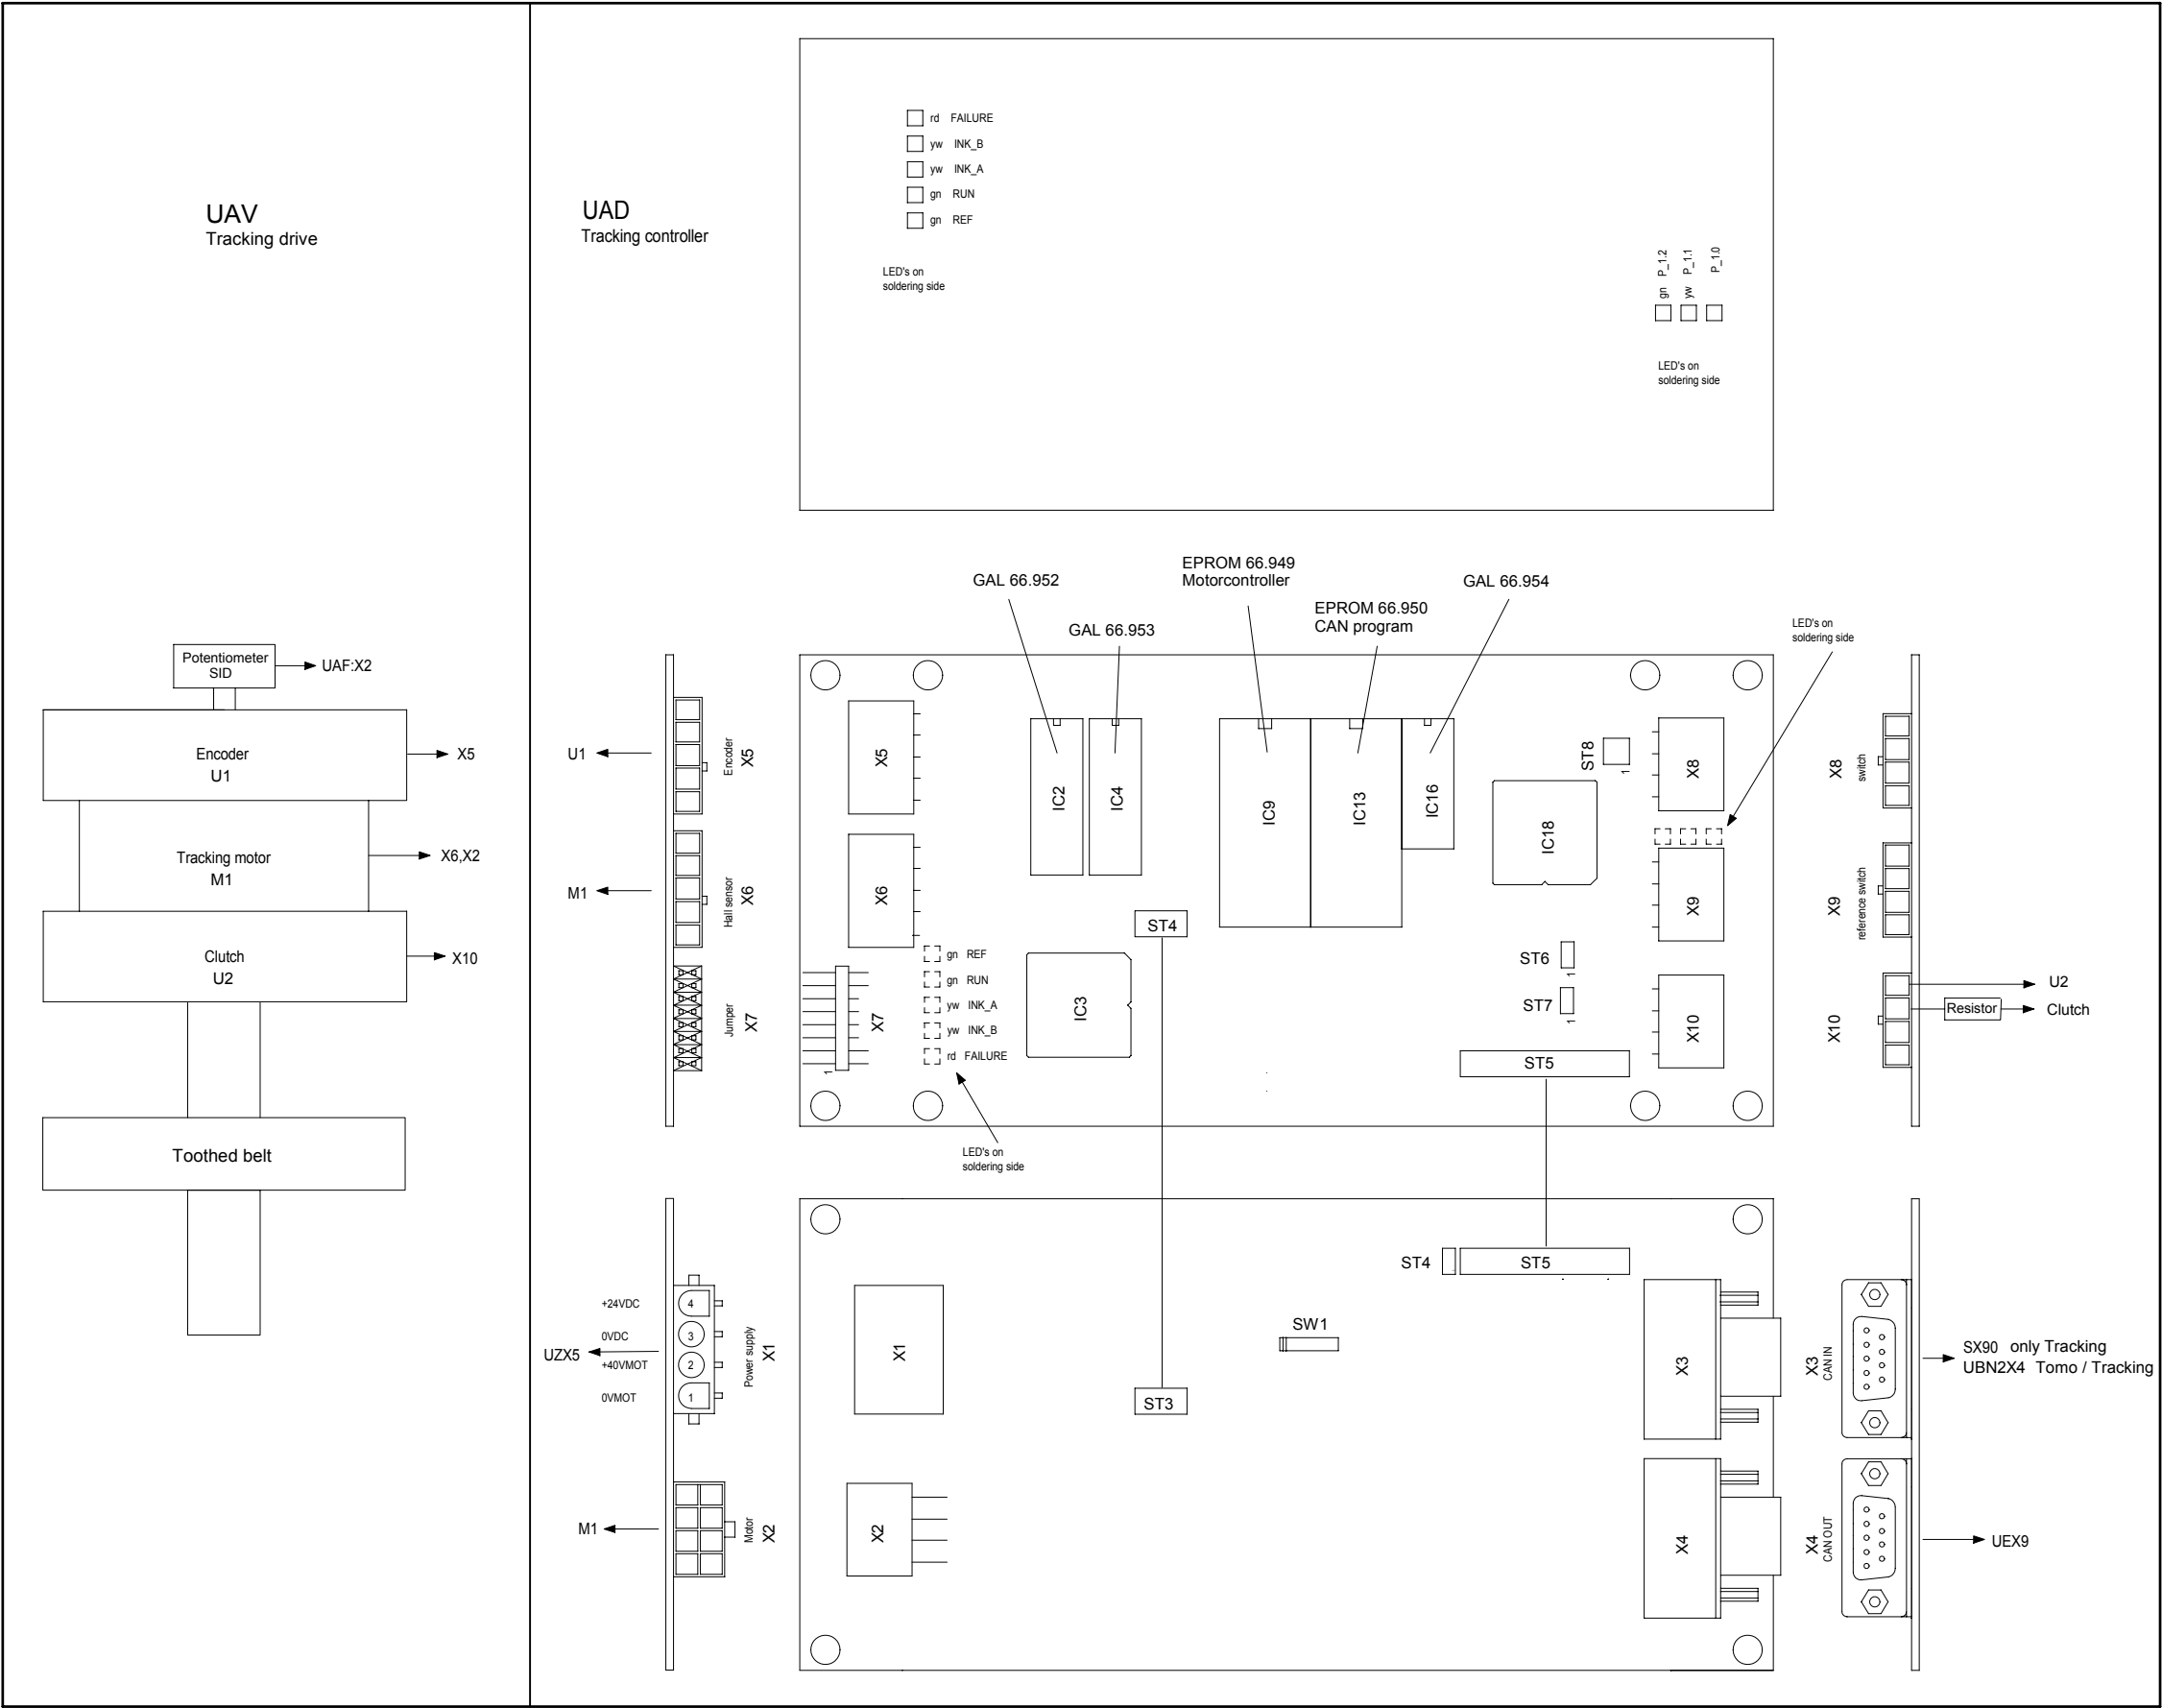 UAV
Tracking drive
Potentiometer
SID
UAF:X2
Encoder
U1
X5
Tracking motor
M1
X6,X2
Clutch
U2
X10
Toothed belt
UAD
Tracking controller
rd FAILURE
yw INK_B
yw INK_A
gn RUN
gn REF
LED's on
soldering side
gn P_1.2
yw P_1.1
P_1.0
LED's on
soldering side
GAL 66.952
GAL 66.953
EPROM 66.949
Motorcontroller
EPROM 66.950
CAN program
GAL 66.954
LED's on
soldering side
U1
Encoder
X5
M1
Hall sensor
X6
Jumper
X7
X5
X6
X7
1
gn REF
gn RUN
yw INK_A
yw INK_B
rd FAILURE
LED's on
soldering side
IC2
IC4
IC3
ST4
IC9
IC13
IC16
IC18
ST8
1
ST6
1
ST7
1
ST5
X8
X9
X10
X8
switch
X9
reference switch
X10
U2
Resistor
Clutch
+24VDC
0VDC
+40VMOT
0VMOT
UZX5
4
3
2
1
Power supply
X1
M1
Motor
X2
X1
X2
ST3
SW1
ST4
ST5
X3
X4
X3
CAN IN
SX90 only Tracking
UBN2X4 Tomo / Tracking
X4
CAN OUT
UEX9